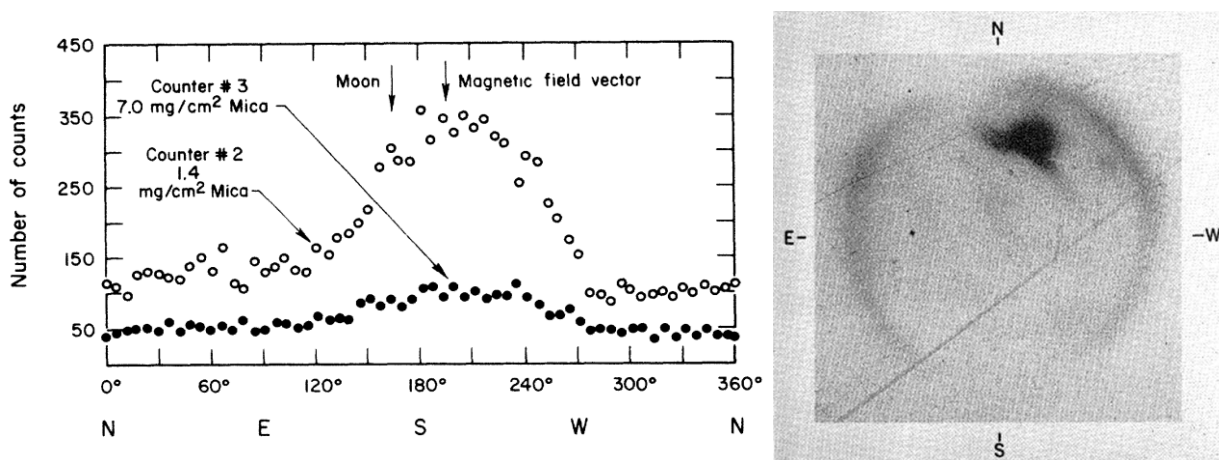 450
350
250
150
50
Number of counts
Counter # 3
7.0 mg/cm² Mica
Counter # 2
1.4
mg/cm² Mica
Moon
Magnetic field vector
0° 60° 120° 180° 240° 300° 360°
N E S W N
N
E
W
S